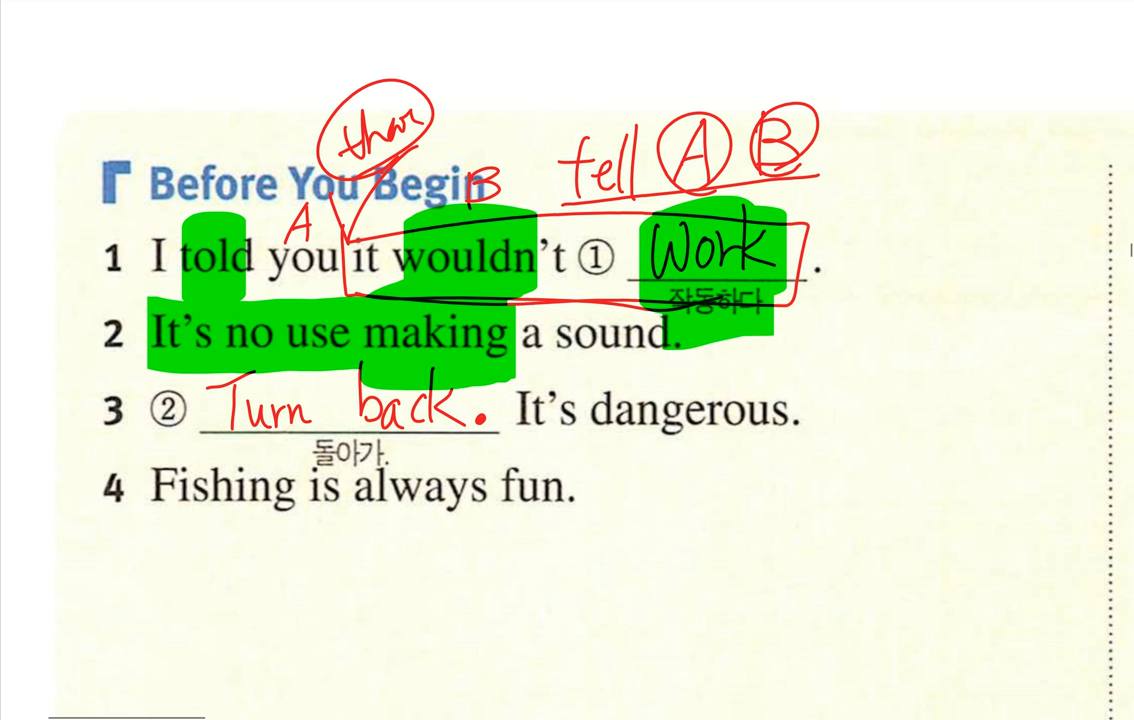 that
tell A B
Before You Begin
A B
1 I told you it wouldn't ① Work .
작동하다
2 It's no use making a sound.
3 ② Turn back. It's dangerous.
돌아가.
4 Fishing is always fun.